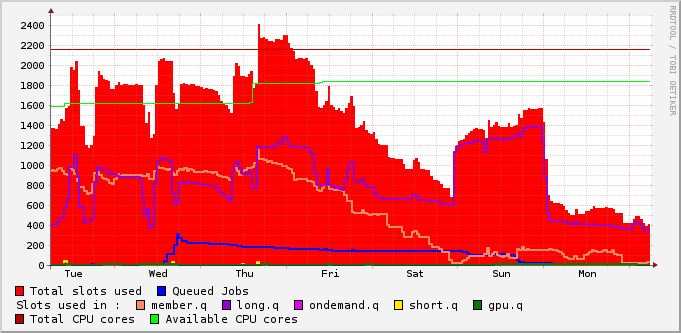 RRDTOOL / TOBI OETIKER
2400
2200
2000
1800
1600
1400
1200
1000
800
600
400
200
0
Tue Wed Thu Fri Sat Sun Mon
Total slots used Queued Jobs
Slots used in : member.q long.q ondemand.q short.q gpu.q
Total CPU cores Available CPU cores